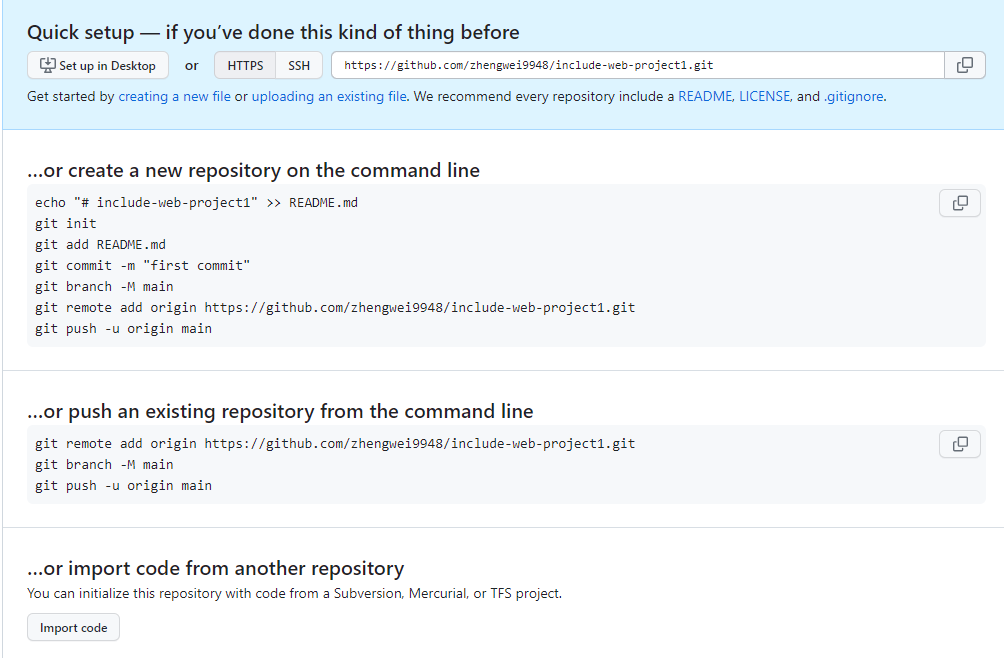 Quick setup — if you’ve done this kind of thing before
Set up in Desktop or HTTPS SSH https://github.com/zhengwei9948/include-web-project1.git
Get started by creating a new file or uploading an existing file. We recommend every repository include a README, LICENSE, and .gitignore.
…or create a new repository on the command line
echo "# include-web-project1" >> README.md
git init
git add README.md
git commit -m "first commit"
git branch -M main
git remote add origin https://github.com/zhengwei9948/include-web-project1.git
git push -u origin main
…or push an existing repository from the command line
git remote add origin https://github.com/zhengwei9948/include-web-project1.git
git branch -M main
git push -u origin main
…or import code from another repository
You can initialize this repository with code from a Subversion, Mercurial, or TFS project.
Import code